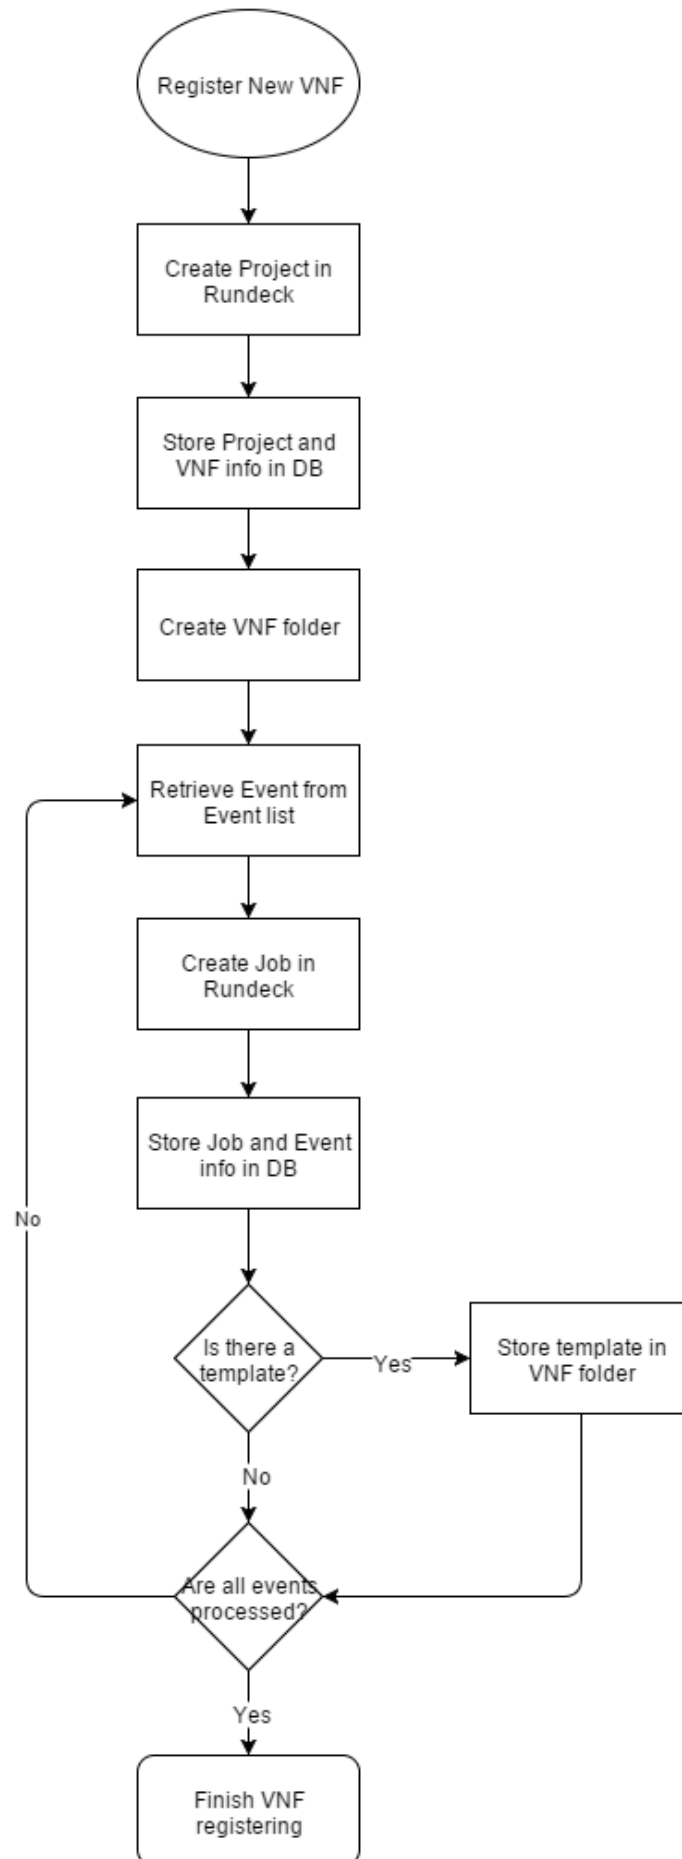 Register New VNF
Create Project in
Rundeck
Store Project and
VNF info in DB
Create VNF folder
Retrieve Event from
Event list
Create Job in
Rundeck
Store Job and Event
info in DB
No
Is there a
template?
Yes
Store template in
VNF folder
No
Are all events
processed?
Yes
Finish VNF
registering